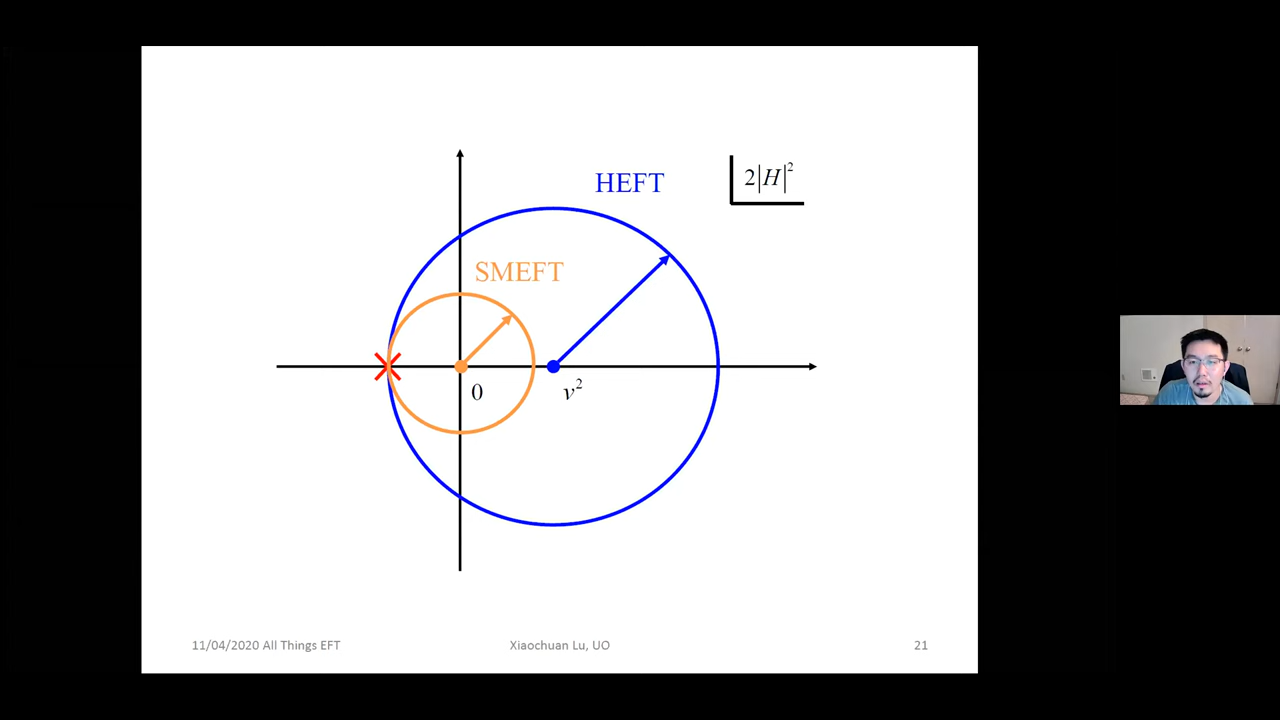 HEFT
2|H|²
SMEFT
0
v²
11/04/2020 All Things EFT
Xiaochuan Lu, UO
21